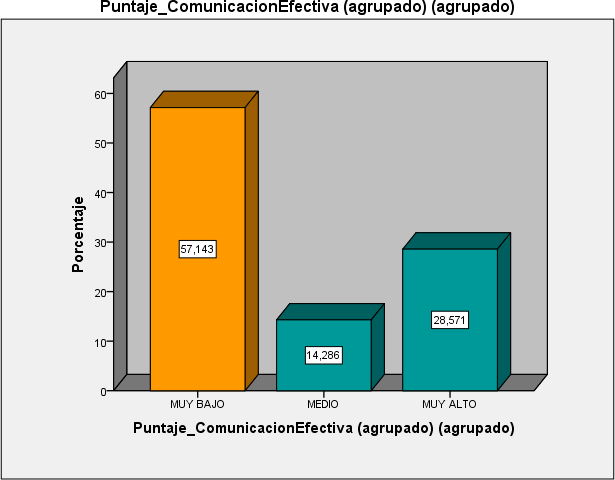 Puntaje_ComunicacionEfectiva (agrupado) (agrupado)
Porcentaje
60
50
40
30
20
10
0
57,143
14,286
28,571
MUY BAJO
MEDIO
MUY ALTO
Puntaje_ComunicacionEfectiva (agrupado) (agrupado)